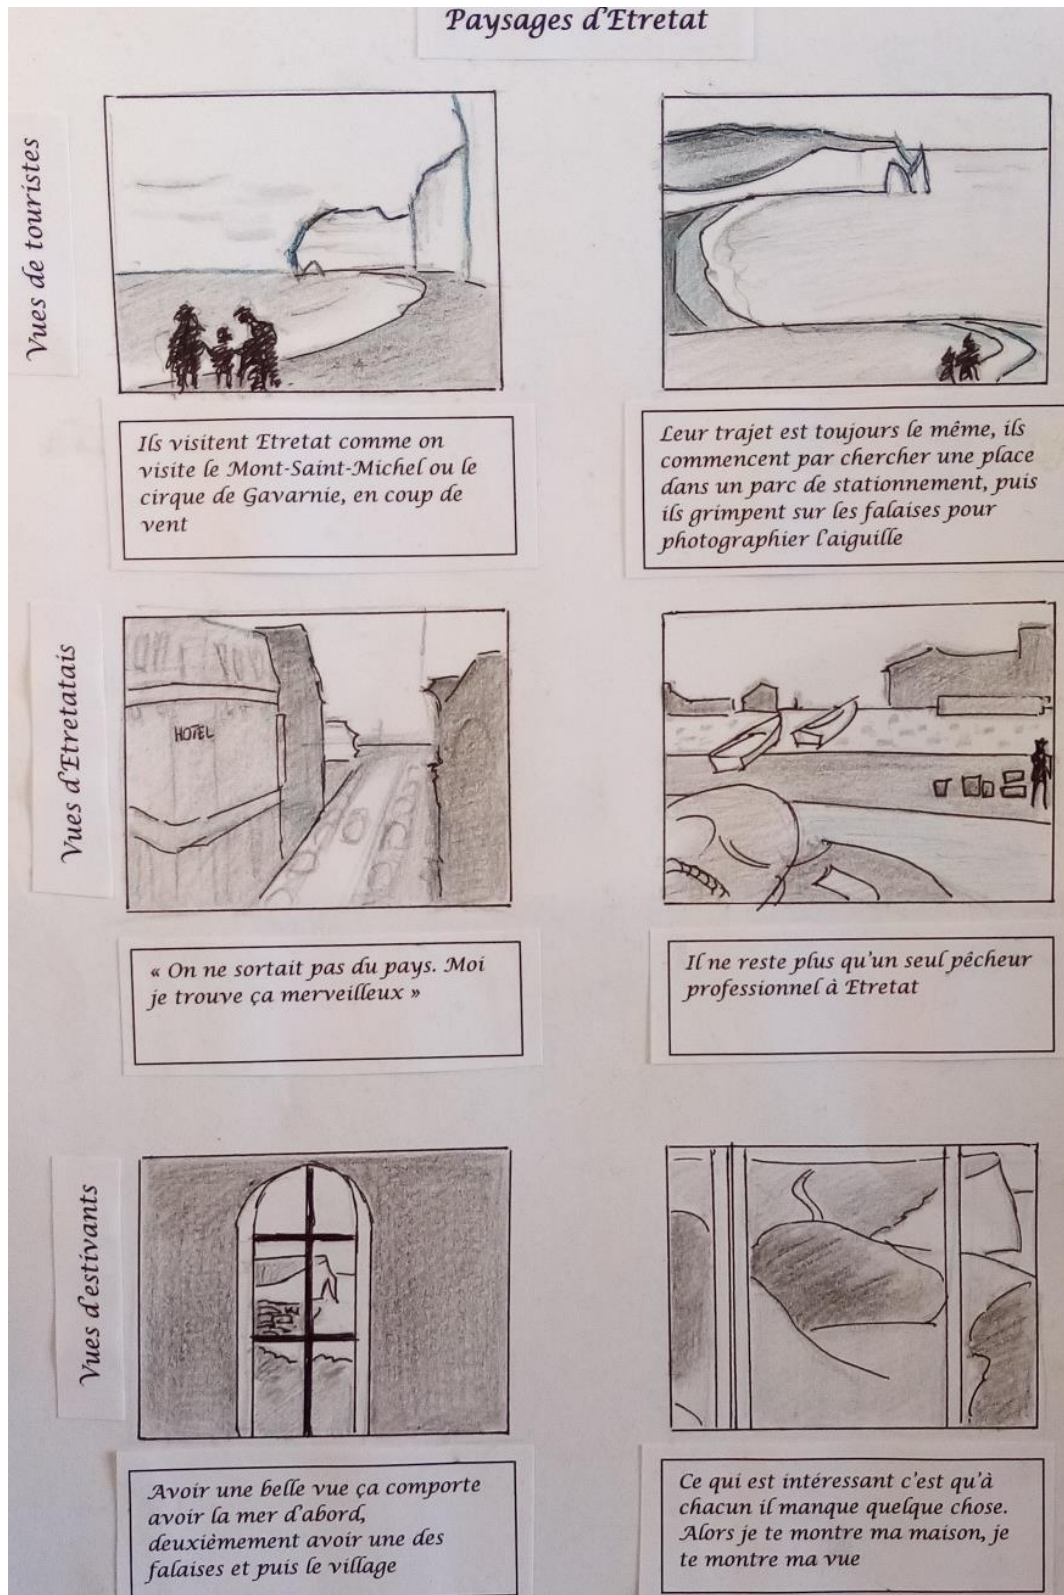 Paysages d'Etretat
Vues de touristes
Ils visitent Etretat comme on
visite le Mont-Saint-Michel ou le
cirque de Gavarnie, en coup de
vent
Leur trajet est toujours le même, ils
commencent par chercher une place
dans un parc de stationnement, puis
ils grimpent sur les falaises pour
photographier l'aiguille
Vues d'Etretatais
HOTEL
« On ne sortait pas du pays. Moi
je trouve ça merveilleux »
Il ne reste plus qu'un seul pêcheur
professionnel à Etretat
Vues d'estivants
Avoir une belle vue ça comporte
avoir la mer d'abord,
deuxièmement avoir une des
falaises et puis le village
Ce qui est intéressant c'est qu'à
chacun il manque quelque chose.
Alors je te montre ma maison, je
te montre ma vue